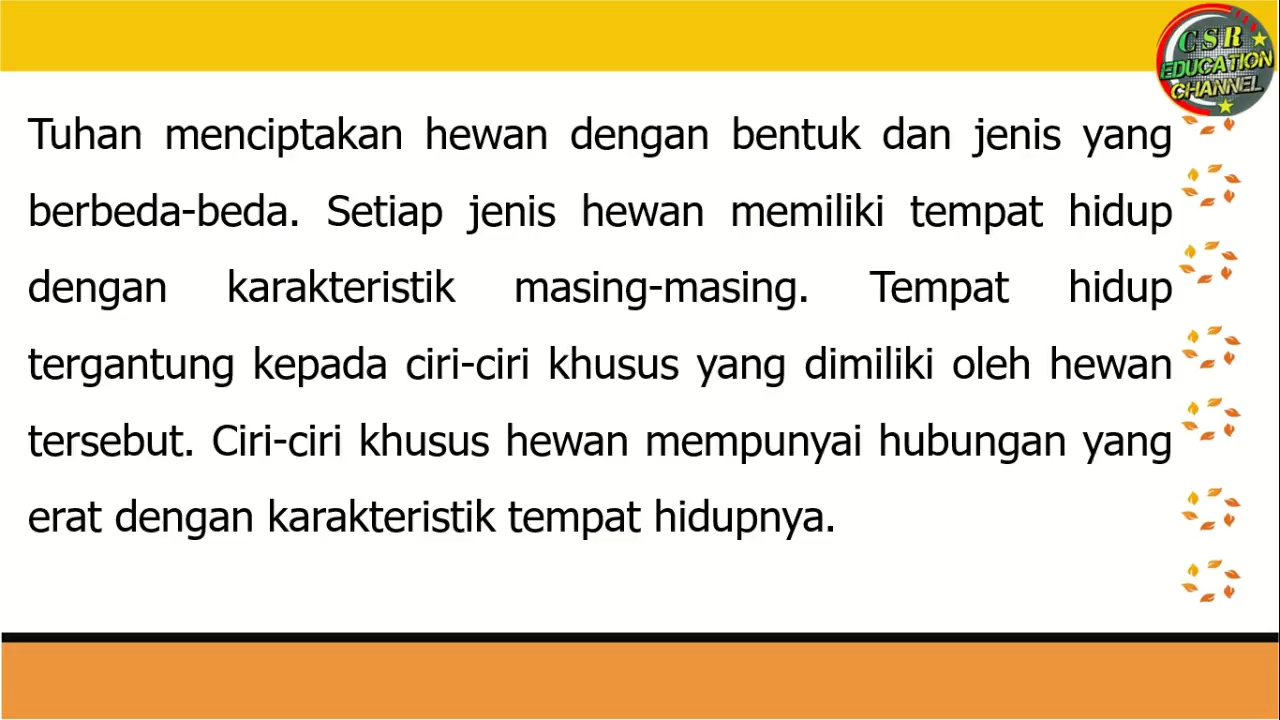 CSR
EDUCATION
CHANNEL
Tuhan menciptakan hewan dengan bentuk dan jenis yang
berbeda-beda. Setiap jenis hewan memiliki tempat hidup
dengan karakteristik masing-masing. Tempat hidup
tergantung kepada ciri-ciri khusus yang dimiliki oleh hewan
tersebut. Ciri-ciri khusus hewan mempunyai hubungan yang
erat dengan karakteristik tempat hidupnya.